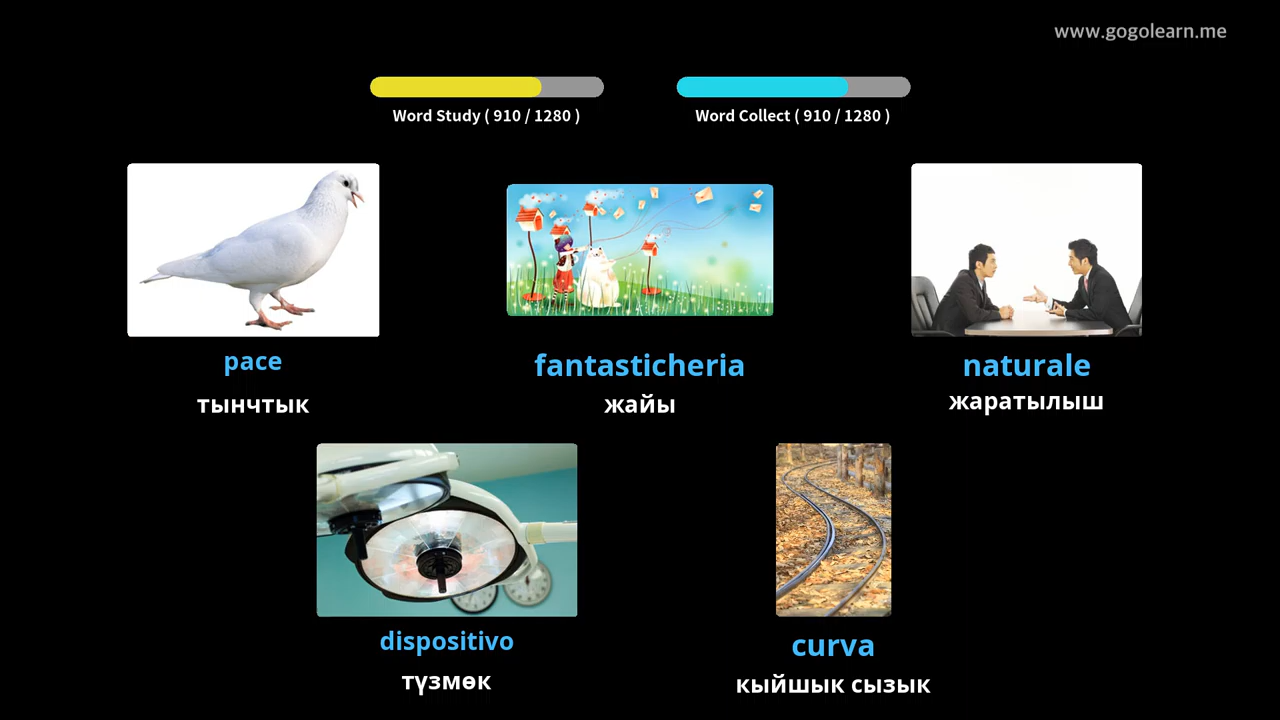 www.gogolearn.me
Word Study ( 910 / 1280 )
Word Collect ( 910 / 1280 )
pace
тынчтык
fantasticheria
жайы
naturale
жаратылыш
dispositivo
түзмөк
curva
кыйшык сызык